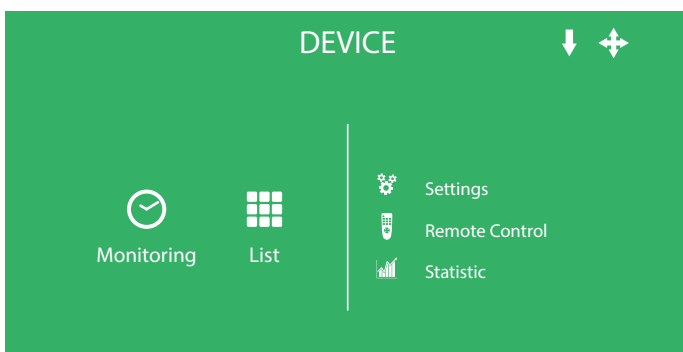 DEVICE
Monitoring
List
Settings
Remote Control
Statistic